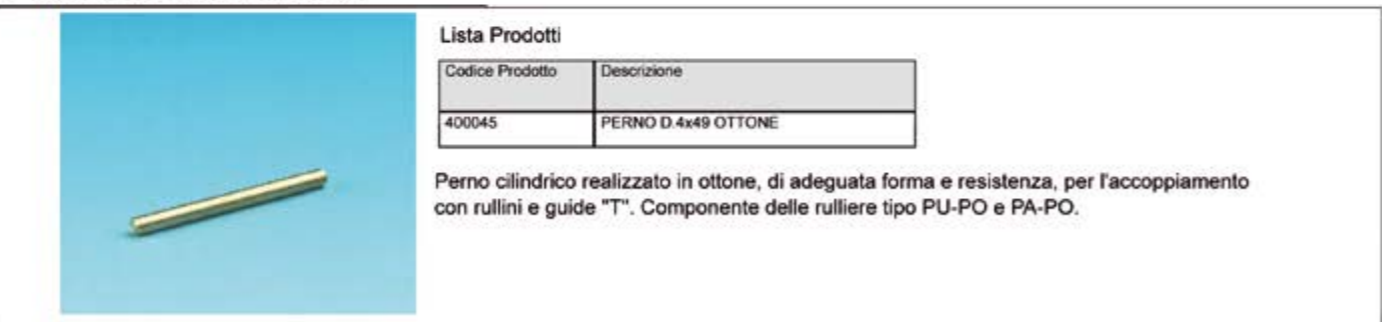 Lista Prodotti
Codice Prodotto Descrizione
400045 PERNO D.4x49 OTTONE
Perno cilindrico realizzato in ottone, di adeguata forma e resistenza, per l'accoppiamento
con rullini e guide "T". Componente delle rulliere tipo PU-PO e PA-PO.